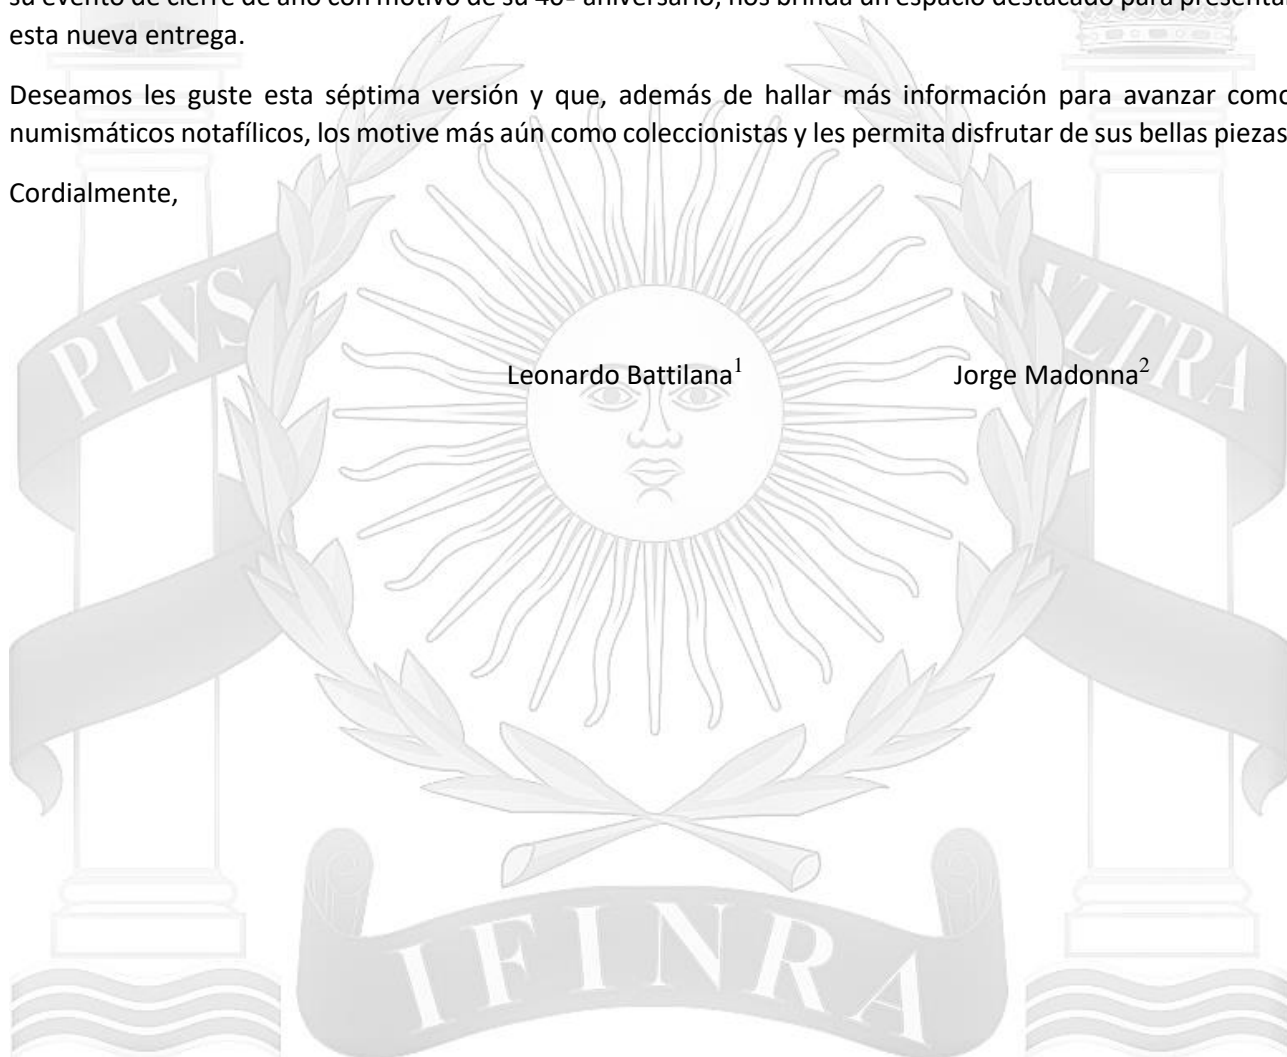 su evento de cierre de año con motivo de su 40º aniversario, nos brinda un espacio destacado para presentar
esta nueva entrega.
Deseamos les guste esta séptima versión y que, además de hallar más información para avanzar como
numismáticos notafílicos, los motive más aún como coleccionistas y les permita disfrutar de sus bellas piezas
Cordialmente,
PLVS VLTRA
Leonardo Battilana¹ Jorge Madonna²
IFINRA